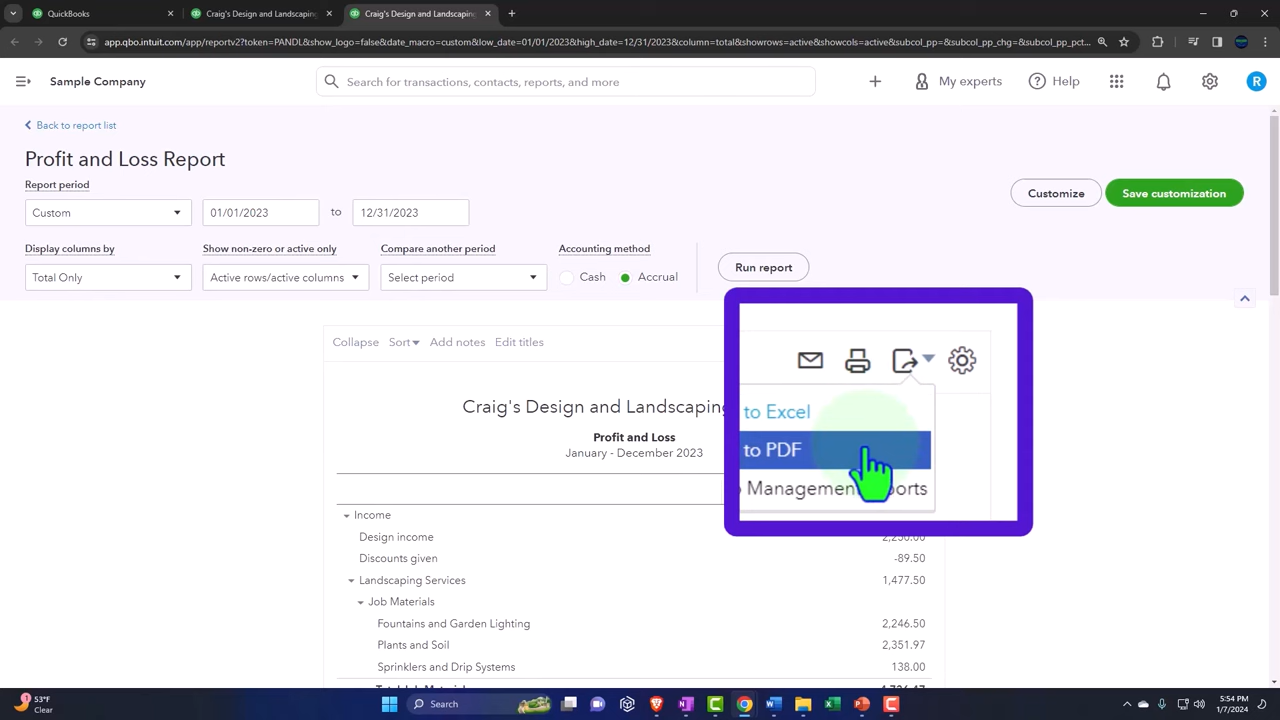 QuickBooks
Craig's Design and Landscaping
Craig's Design and Landscaping
app.qbo.intuit.com/app/reportv2?token=PANDL&show_logo=false&date_macro=custom&low_date=01/01/2023&high_date=12/31/2023&column=total&showrows=active&showcols=active&subcol_pp=&subcol_pp_chg=&subcol_pp_pct...
Sample Company
Search for transactions, contacts, reports, and more
My experts
Help
R
Back to report list
Profit and Loss Report
Report period
Customize
Save customization
Custom
01/01/2023
to
12/31/2023
Display columns by
Show non-zero or active only
Compare another period
Accounting method
Total Only
Active rows/active columns
Select period
Cash
Accrual
Run report
Collapse
Sort
Add notes
Edit titles
to Excel
to PDF
Management
Craig's Design and Landscaping
Profit and Loss
January - December 2023
Income
Design income 2,250.00
Discounts given -89.50
Landscaping Services 1,477.50
Job Materials
Fountains and Garden Lighting 2,246.50
Plants and Soil 2,351.97
Sprinklers and Drip Systems 138.00
53°F
Clear
Search
5:54 PM
1/7/2024